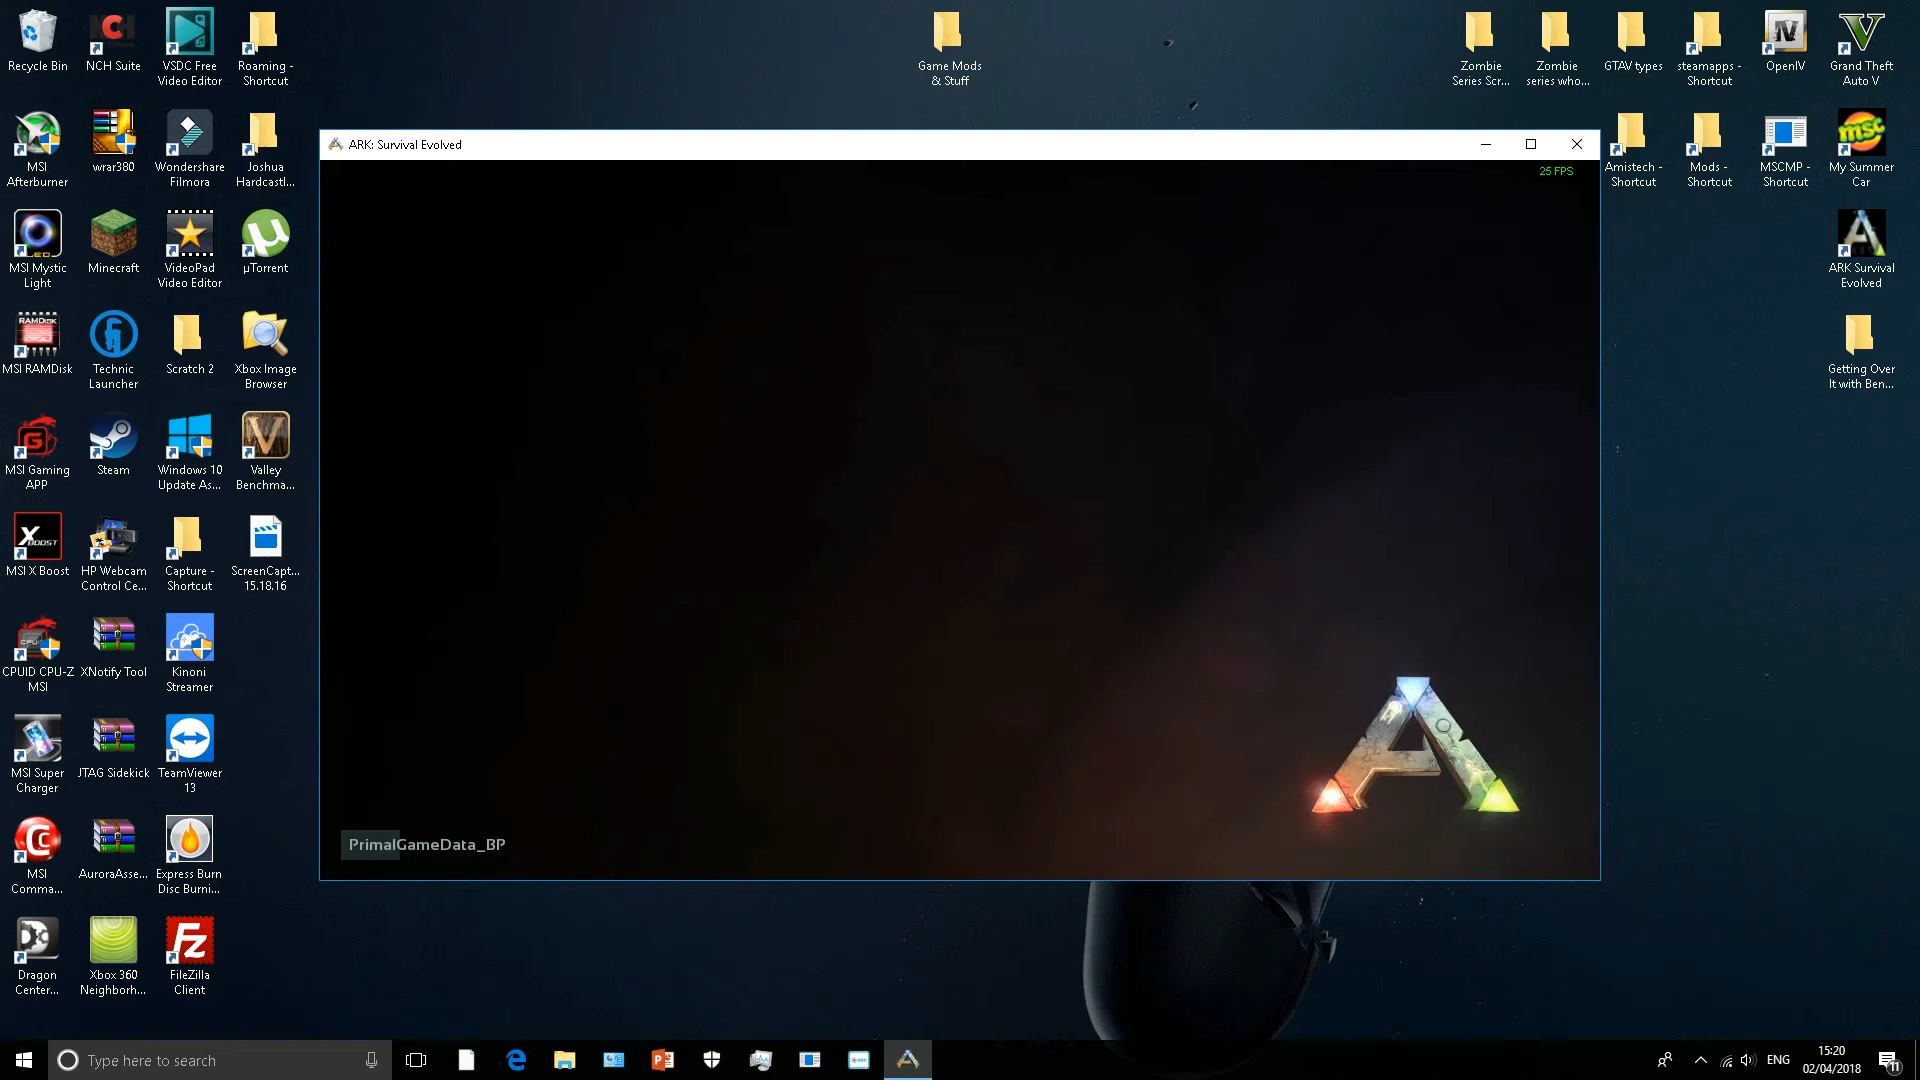 Recycle Bin
NCH Suite
VSDC Free
Video Editor
Roaming -
Shortcut
Game Mods
& Stuff
Zombie
Series Scr...
Zombie
series who...
GTAV types
steamapps -
Shortcut
OpenIV
Grand Theft
Auto V
MSI
Afterburner
wrar380
Wondershare
Filmora
Joshua
Hardcastl...
ARK: Survival Evolved
25 FPS
Amistech -
Shortcut
Mods -
Shortcut
MSCMP -
Shortcut
My Summer
Car
MSI Mystic
Light
Minecraft
VideoPad
Video Editor
µTorrent
ARK Survival
Evolved
MSI RAMDisk
Technic
Launcher
Scratch 2
Xbox Image
Browser
Getting Over
It with Ben...
MSI Gaming
APP
Steam
Windows 10
Update As...
Valley
Benchma...
MSI X Boost
HP Webcam
Control Ce...
Capture -
Shortcut
ScreenCapt...
15.18.16
CPUID CPU-Z
MSI
XNotify Tool
Kinoni
Streamer
MSI Super
Charger
JTAG Sidekick
TeamViewer
13
MSI
Comma...
AuroraAsse...
Express Burn
Disc Burni...
PrimalGameData_BP
Dragon
Center...
Xbox 360
Neighborh...
FileZilla
Client
Type here to search
ENG
15:20
02/04/2018
11